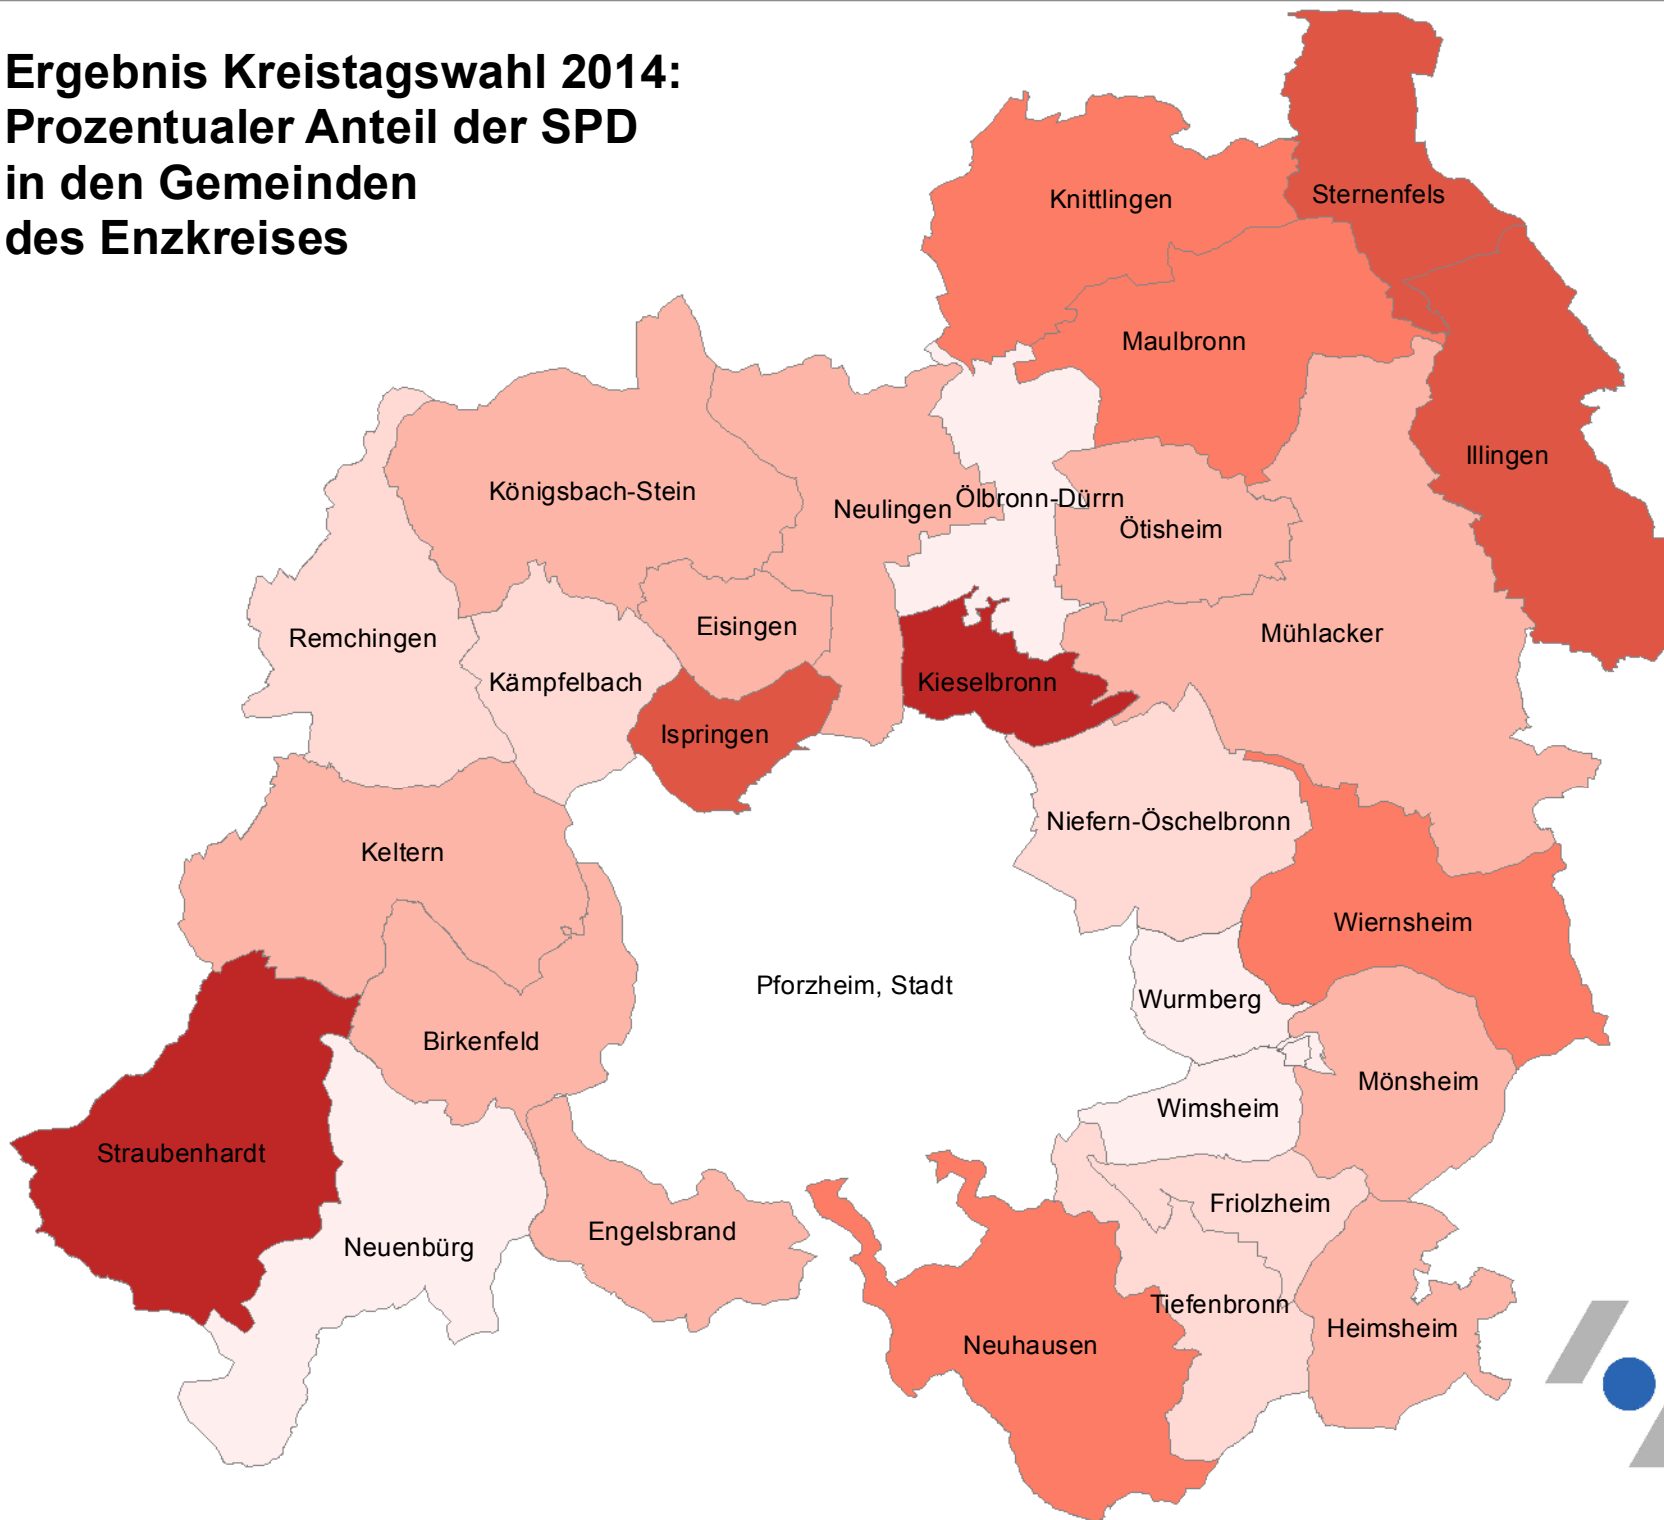 Ergebnis Kreistagswahl 2014:
Prozentualer Anteil der SPD
in den Gemeinden
des Enzkreises
Knittlingen
Sternenfels
Maulbronn
Illingen
Königsbach-Stein
Neulingen
Ölbronn-Dürrn
Ötisheim
Eisingen
Mühlacker
Remchingen
Kämpfelbach
Kieselbronn
Ispringen
Niefern-Öschelbronn
Keltern
Wiernsheim
Pforzheim, Stadt
Wurmberg
Birkenfeld
Mönsheim
Wimsheim
Straubenhardt
Friolzheim
Engelsbrand
Neuenbürg
Tiefenbronn
Heimsheim
Neuhausen